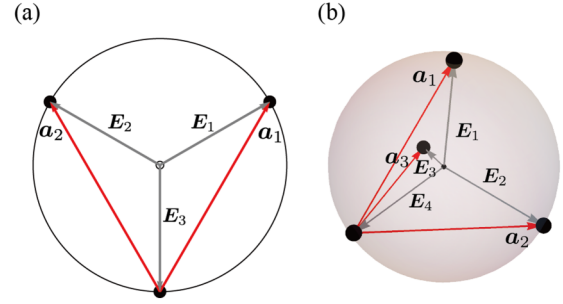 (a)
(b)
a₂
E₂
E₁
a₁
E₃
a₁
E₁
a₃
E₃
E₂
E₄
a₂